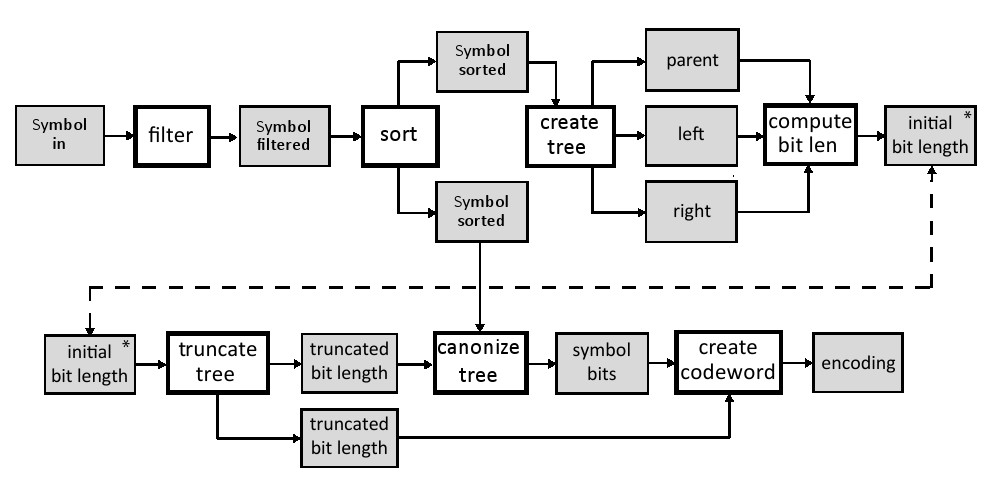 Symbol
sorted
parent
Symbol
in
filter
Symbol
filtered
sort
create
tree
left
compute
bit len
initial *
bit length
Symbol
sorted
right
initial *
bit length
truncate
tree
truncated
bit length
canonize
tree
symbol
bits
create
codeword
encoding
truncated
bit length